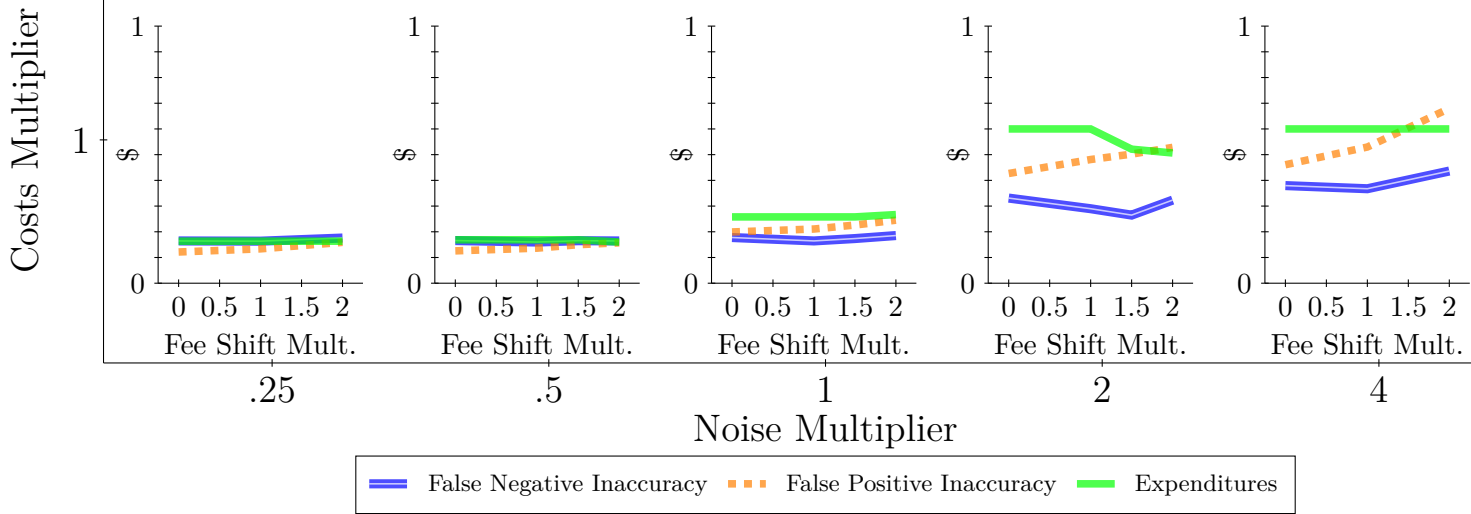 Costs Multiplier
1
1
$
0
0 0.5 1 1.5 2
Fee Shift Mult.
1
$
0
0 0.5 1 1.5 2
Fee Shift Mult.
1
$
0
0 0.5 1 1.5 2
Fee Shift Mult.
1
$
0
0 0.5 1 1.5 2
Fee Shift Mult.
1
$
0
0 0.5 1 1.5 2
Fee Shift Mult.
.25 .5 1 2 4
Noise Multiplier
False Negative Inaccuracy False Positive Inaccuracy Expenditures